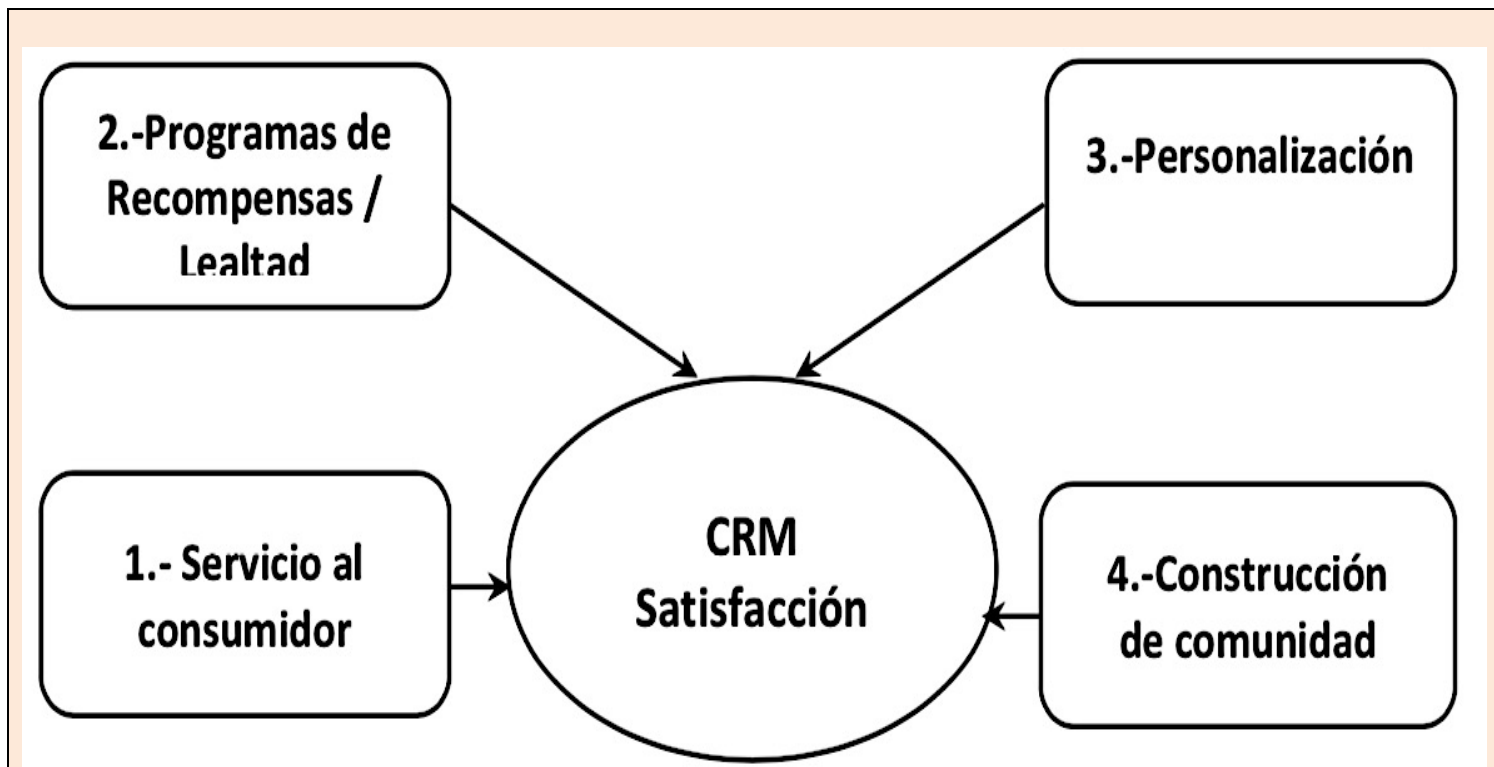 2.-Programas de
Recompensas /
Lealtad
3.-Personalización
1.- Servicio al
consumidor
CRM
Satisfacción
4.-Construcción
de comunidad